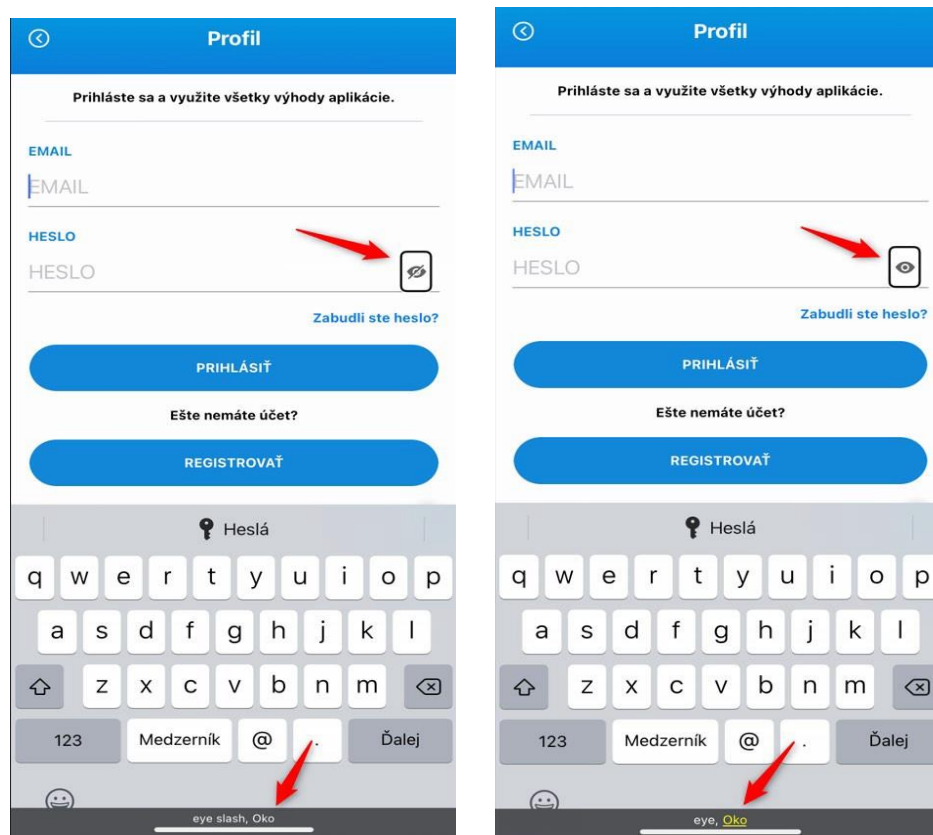 Profil
Prihláste sa a využite všetky výhody aplikácie.
EMAIL
EMAIL
HESLO
HESLO
Zabudli ste heslo?
PRIHLÁSIŤ
Ešte nemáte účet?
REGISTROVAŤ
Heslá
q w e r t y u i o p
a s d f g h j k l
z x c v b n m
123 Medzerník @ . Ďalej
eye slash, Oko
Profil
Prihláste sa a využite všetky výhody aplikácie.
EMAIL
EMAIL
HESLO
HESLO
Zabudli ste heslo?
PRIHLÁSIŤ
Ešte nemáte účet?
REGISTROVAŤ
Heslá
q w e r t y u i o p
a s d f g h j k l
z x c v b n m
123 Medzerník @ . Ďalej
eye, Oko